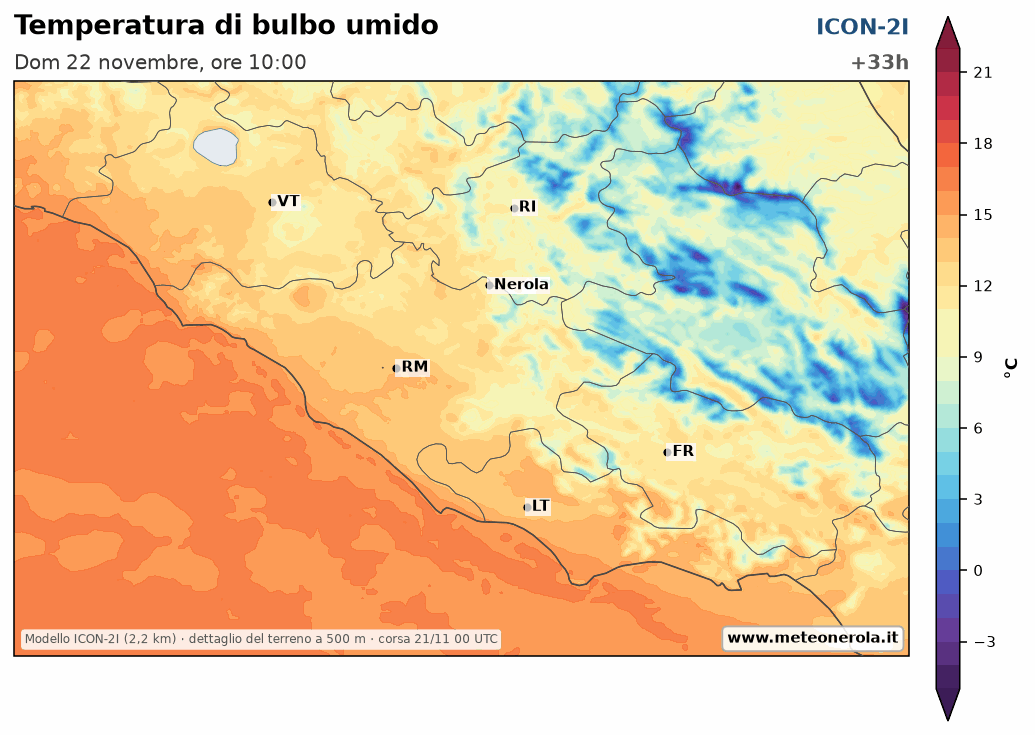 Temperatura di bulbo umido
ICON-2I
Dom 22 novembre, ore 10:00
+33h
21
18
15
12
9
6
3
0
−3
°C
VT
RI
Nerola
RM
FR
LT
Modello ICON-2I (2,2 km) · dettaglio del terreno a 500 m · corsa 21/11 00 UTC
www.meteonerola.it